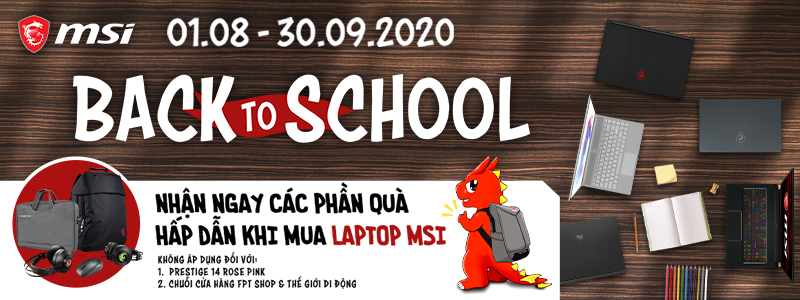 msi 01.08 - 30.09.2020
BACK TO SCHOOL
NHẬN NGAY CÁC PHẦN QUÀ
HẤP DẪN KHI MUA LAPTOP MSI
KHÔNG ÁP DỤNG ĐỐI VỚI:
1. PRESTIGE 14 ROSE PINK
2. CHUỖI CỬA HÀNG FPT SHOP & THẾ GIỚI DI ĐỘNG